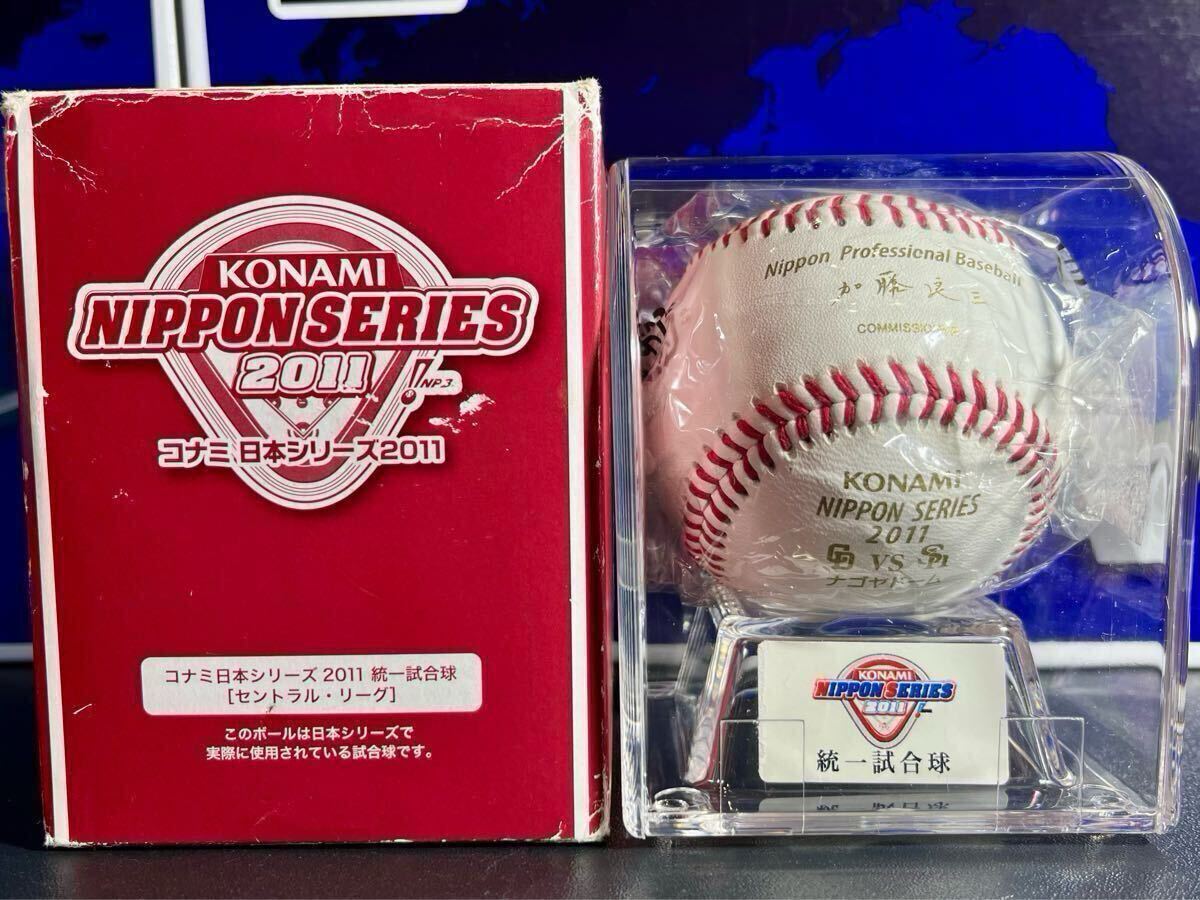 KONAMI
NIPPON SERIES
2011
NP.3.
コナミ 日本シリーズ2011
コナミ日本シリーズ 2011 統一試合球
[セントラル・リーグ]
このボールは日本シリーズで
実際に使用されている試合球です。
Nippon Professional Baseball
加藤良三
KONAMI
NIPPON SERIES
2011
CD VS SH
ナゴヤドーム
KONAMI
NIPPON SERIES
2011
統一試合球